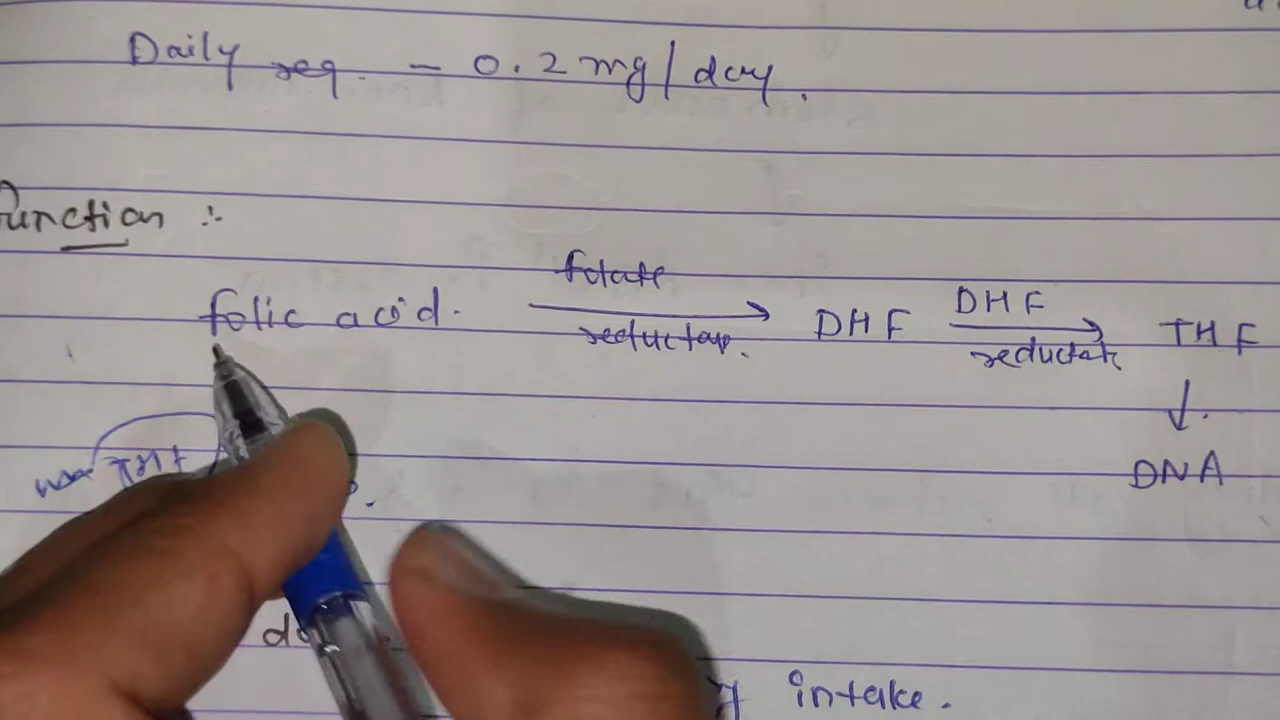 Daily req. - 0.2 mg/day.
Function :-
folate DHF
folic acid. → DHF → THF
reductase. reductase
↓
DNA
intake.